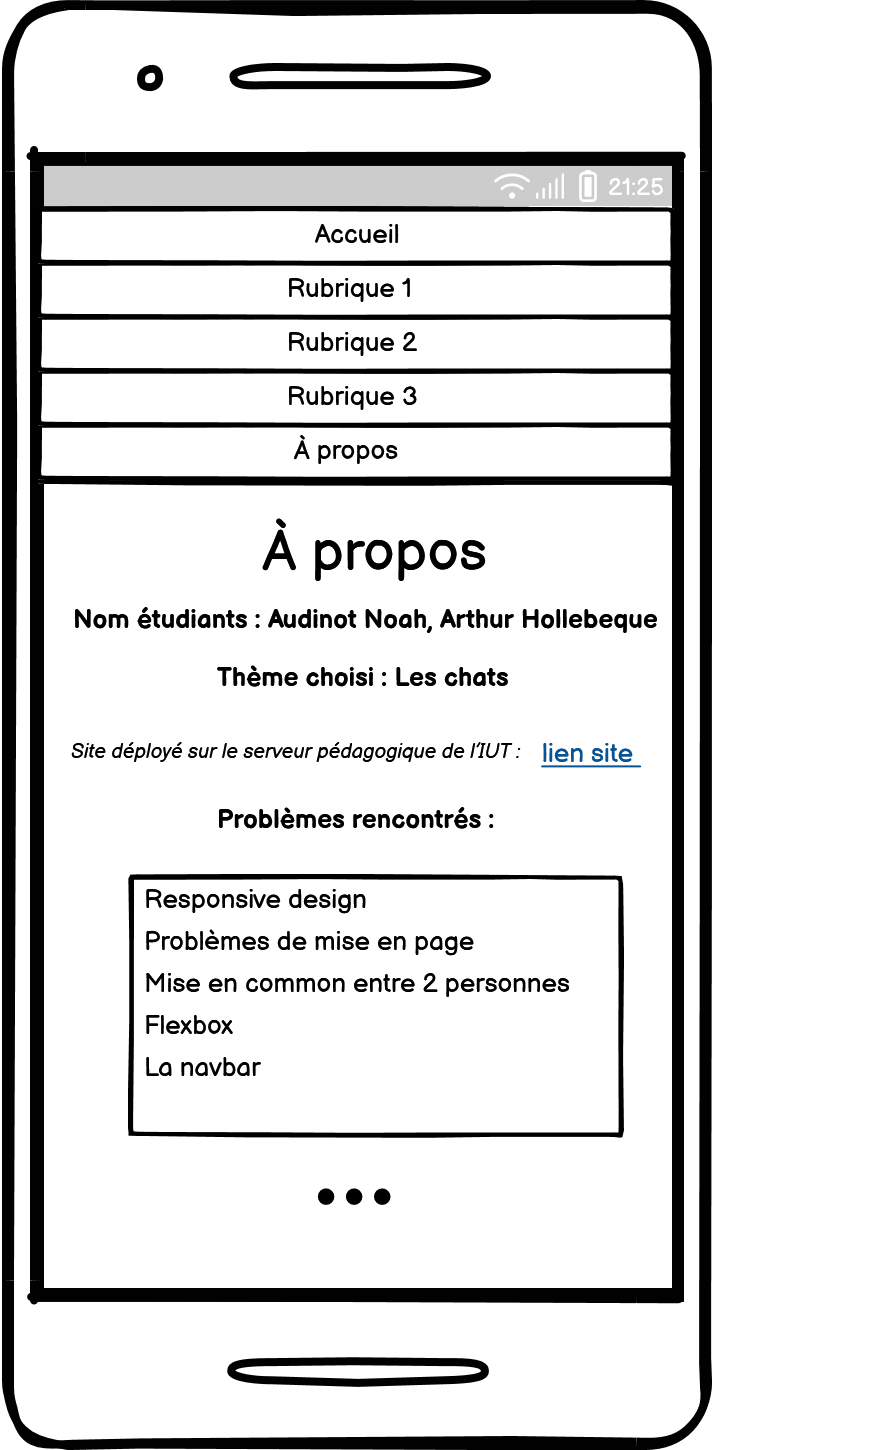 21:25
Accueil
Rubrique 1
Rubrique 2
Rubrique 3
À propos
À propos
Nom étudiants : Audinot Noah, Arthur Hollebeque
Thème choisi : Les chats
Site déployé sur le serveur pédagogique de l'IUT : lien site
Problèmes rencontrés :
Responsive design
Problèmes de mise en page
Mise en common entre 2 personnes
Flexbox
La navbar